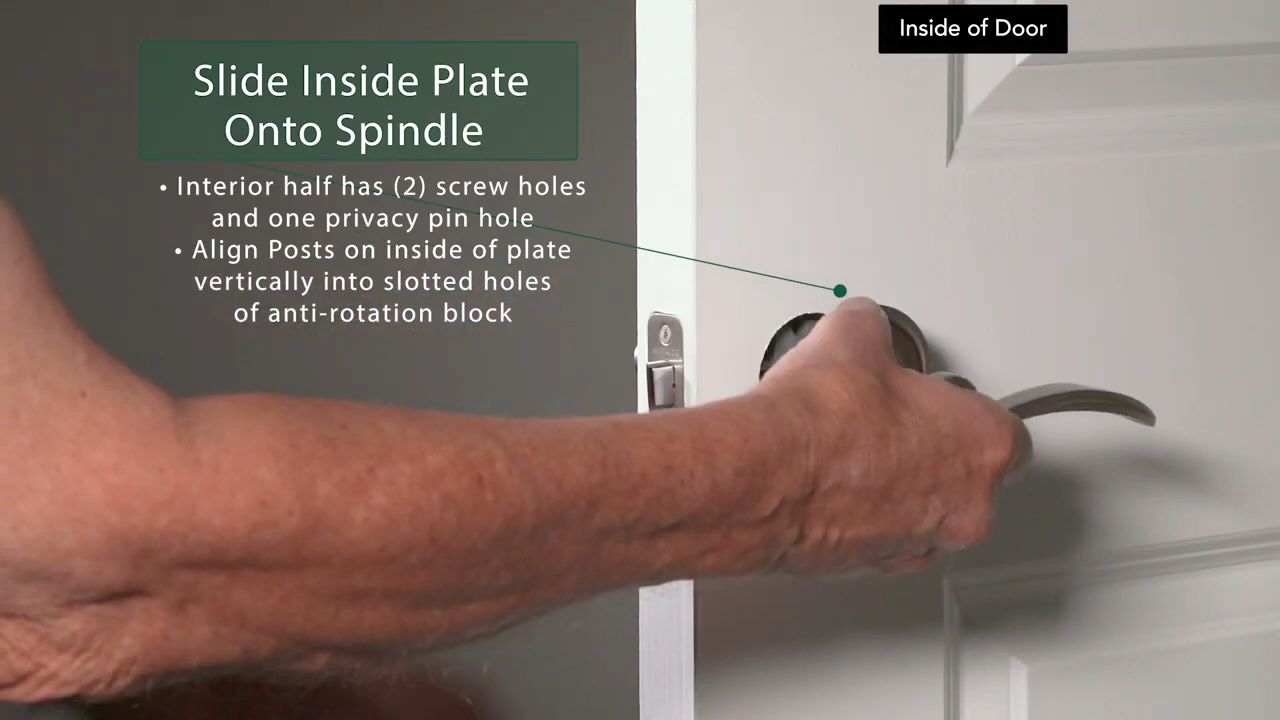 Inside of Door
Slide Inside Plate
Onto Spindle
• Interior half has (2) screw holes
and one privacy pin hole
• Align Posts on inside of plate
vertically into slotted holes
of anti-rotation block